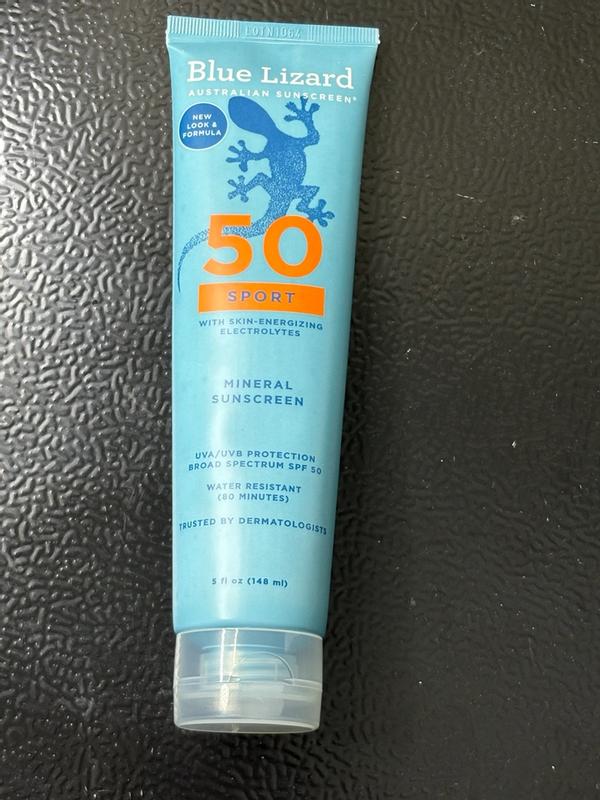 LOTN1064
Blue Lizard
AUSTRALIAN SUNSCREEN®
NEW
LOOK &
FORMULA
50
SPORT
WITH SKIN-ENERGIZING
ELECTROLYTES
MINERAL
SUNSCREEN
UVA/UVB PROTECTION
BROAD SPECTRUM SPF 50
WATER RESISTANT
(80 MINUTES)
TRUSTED BY DERMATOLOGISTS
5 fl oz (148 ml)